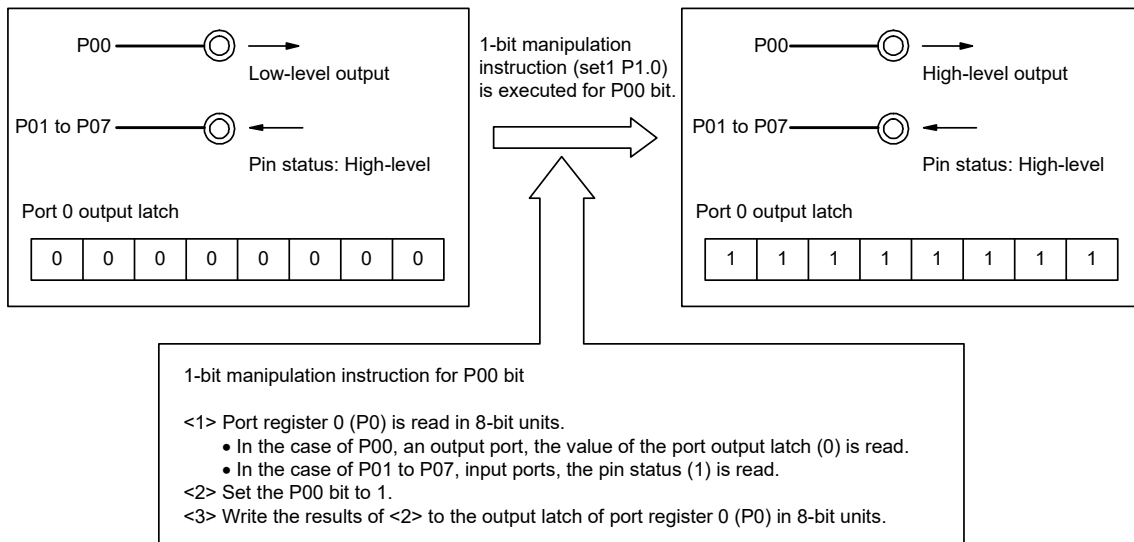 P00
Low-level output
P01 to P07
Pin status: High-level
Port 0 output latch
0 0 0 0 0 0 0 0
1-bit manipulation
instruction (set1 P1.0)
is executed for P00 bit.
P00
High-level output
P01 to P07
Pin status: High-level
Port 0 output latch
1 1 1 1 1 1 1 1
1-bit manipulation instruction for P00 bit
<1> Port register 0 (P0) is read in 8-bit units.
• In the case of P00, an output port, the value of the port output latch (0) is read.
• In the case of P01 to P07, input ports, the pin status (1) is read.
<2> Set the P00 bit to 1.
<3> Write the results of <2> to the output latch of port register 0 (P0) in 8-bit units.